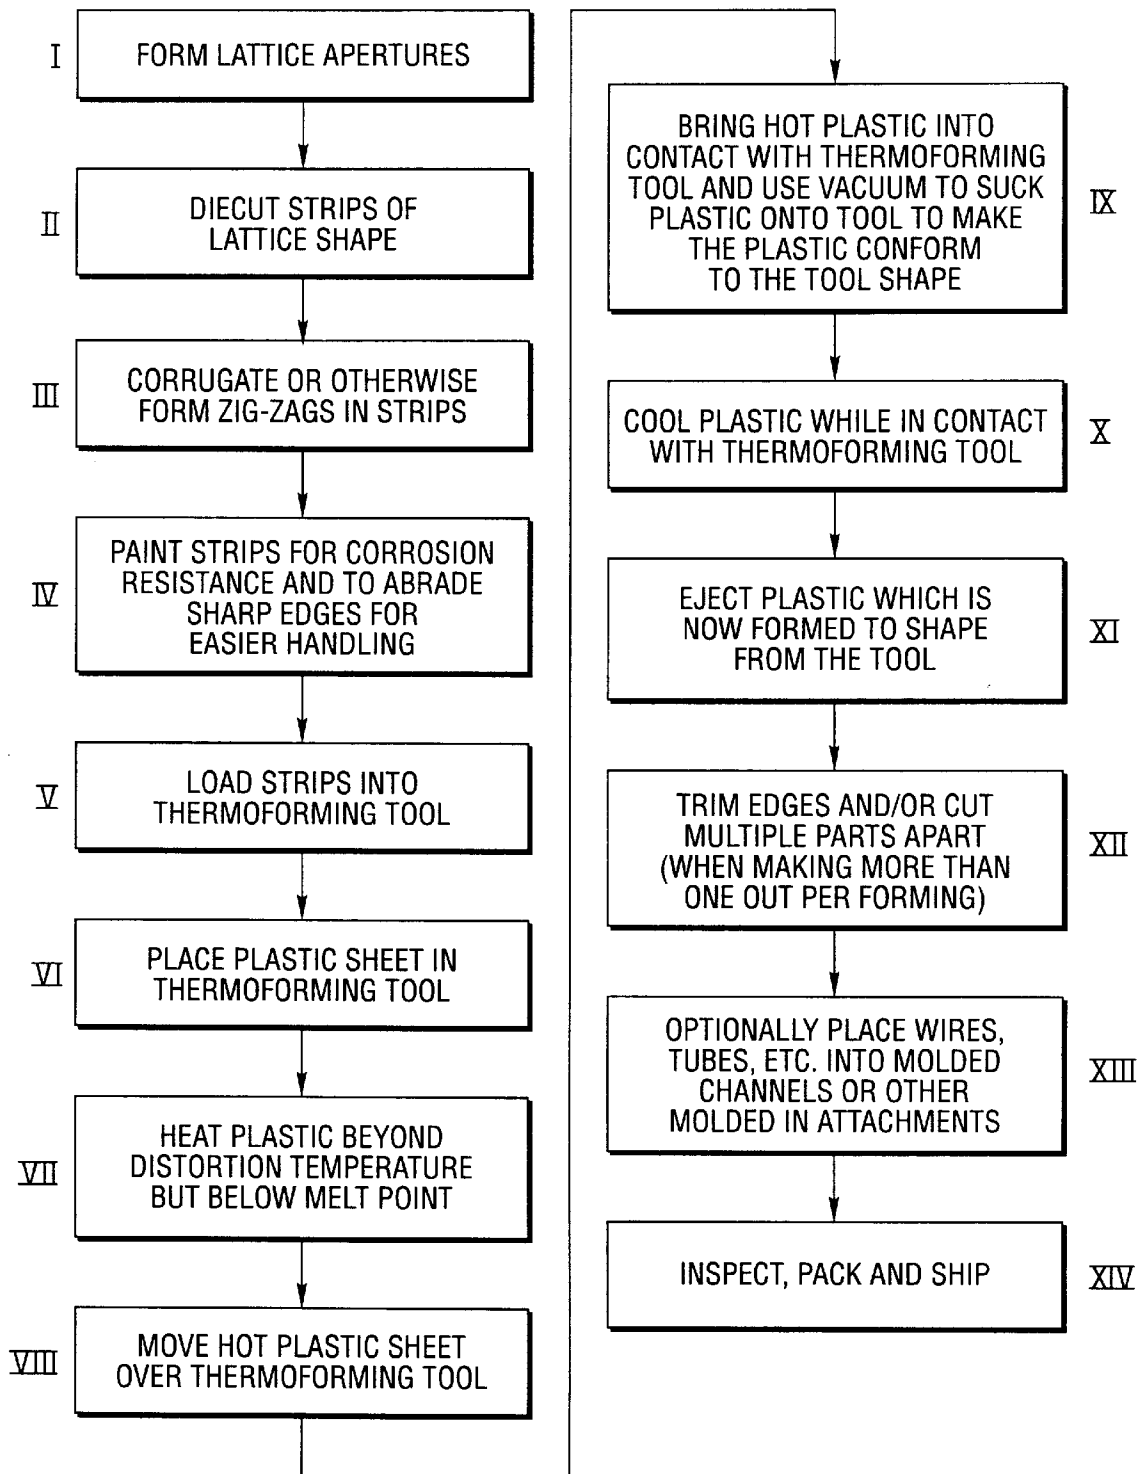 I
FORM LATTICE APERTURES
II
DIECUT STRIPS OF
LATTICE SHAPE
III
CORRUGATE OR OTHERWISE
FORM ZIG-ZAGS IN STRIPS
IV
PAINT STRIPS FOR CORROSION
RESISTANCE AND TO ABRADE
SHARP EDGES FOR
EASIER HANDLING
V
LOAD STRIPS INTO
THERMOFORMING TOOL
VI
PLACE PLASTIC SHEET IN
THERMOFORMING TOOL
VII
HEAT PLASTIC BEYOND
DISTORTION TEMPERATURE
BUT BELOW MELT POINT
VIII
MOVE HOT PLASTIC SHEET
OVER THERMOFORMING TOOL
BRING HOT PLASTIC INTO
CONTACT WITH THERMOFORMING
TOOL AND USE VACUUM TO SUCK
PLASTIC ONTO TOOL TO MAKE
THE PLASTIC CONFORM
TO THE TOOL SHAPE
IX
COOL PLASTIC WHILE IN CONTACT
WITH THERMOFORMING TOOL
X
EJECT PLASTIC WHICH IS
NOW FORMED TO SHAPE
FROM THE TOOL
XI
TRIM EDGES AND/OR CUT
MULTIPLE PARTS APART
(WHEN MAKING MORE THAN
ONE OUT PER FORMING)
XII
OPTIONALLY PLACE WIRES,
TUBES, ETC. INTO MOLDED
CHANNELS OR OTHER
MOLDED IN ATTACHMENTS
XIII
INSPECT, PACK AND SHIP
XIV